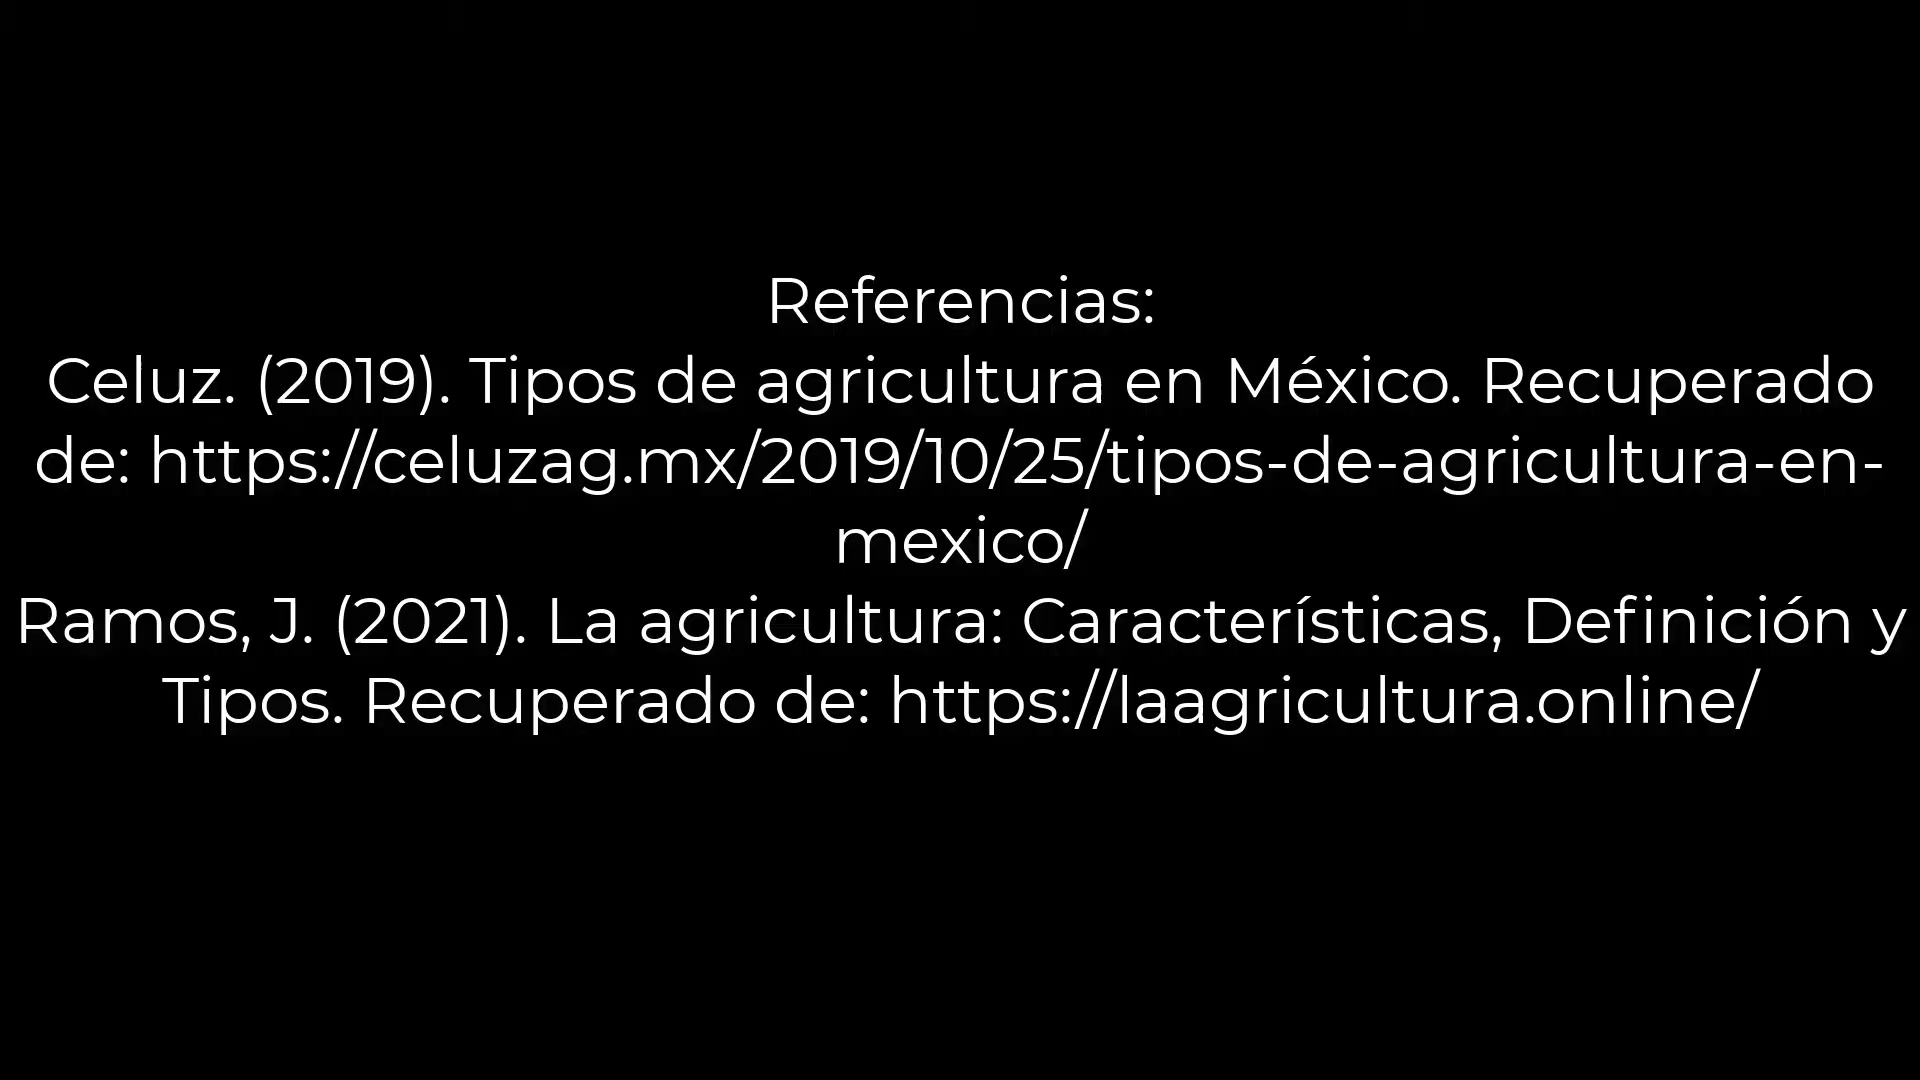 Referencias:
Celuz. (2019). Tipos de agricultura en México. Recuperado
de: https://celuzag.mx/2019/10/25/tipos-de-agricultura-en-
mexico/
Ramos, J. (2021). La agricultura: Características, Definición y
Tipos. Recuperado de: https://laagricultura.online/